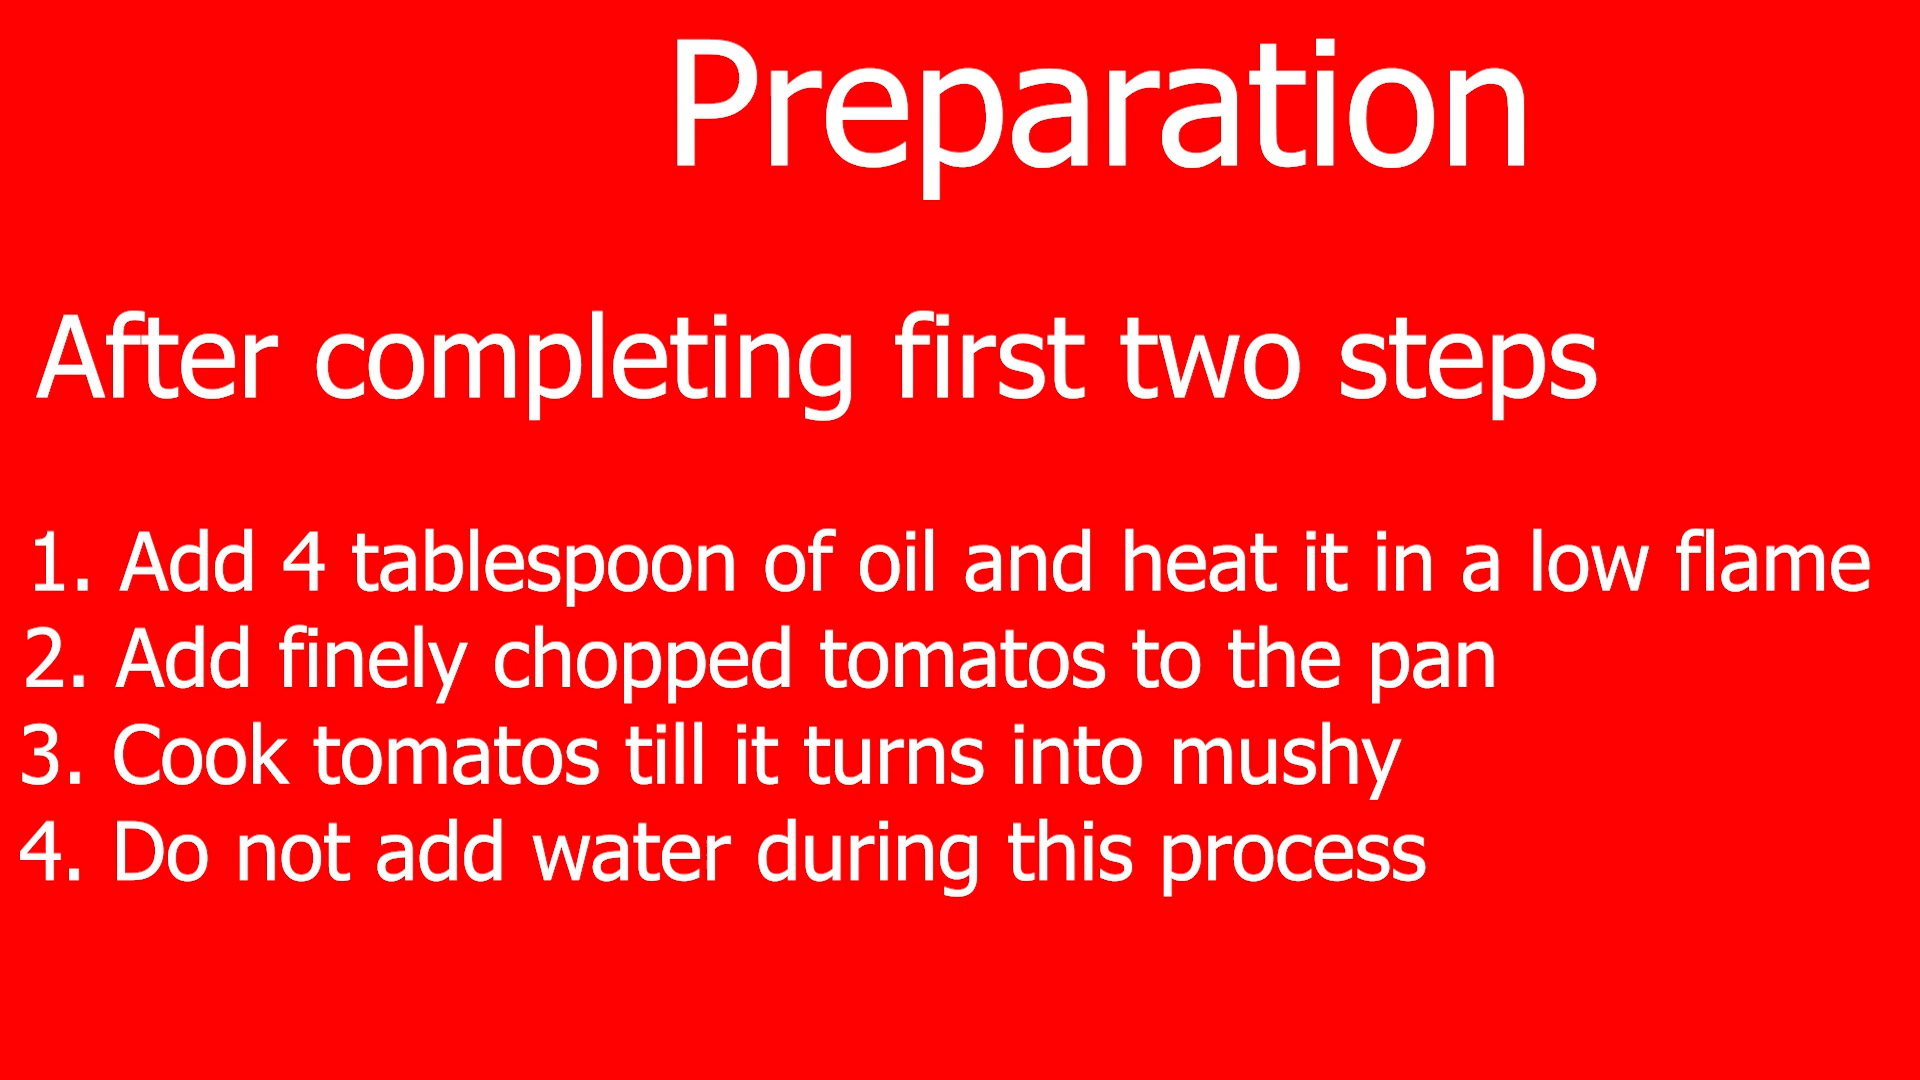 Preparation
After completing first two steps
1. Add 4 tablespoon of oil and heat it in a low flame
2. Add finely chopped tomatos to the pan
3. Cook tomatos till it turns into mushy
4. Do not add water during this process